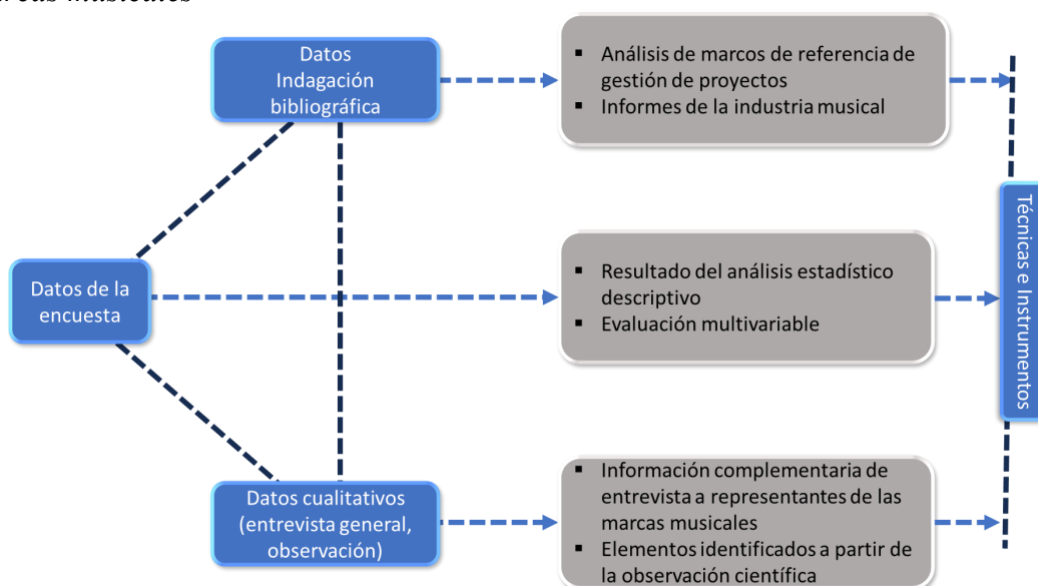 Datos
Indagación
bibliográfica
▪ Análisis de marcos de referencia de
gestión de proyectos
▪ Informes de la industria musical
Datos de la
encuesta
▪ Resultado del análisis estadístico
descriptivo
▪ Evaluación multivariable
Técnicas e Instrumentos
Datos cualitativos
(entrevista general,
observación)
▪ Información complementaria de
entrevista a representantes de las
marcas musicales
▪ Elementos identificados a partir de
la observación científica